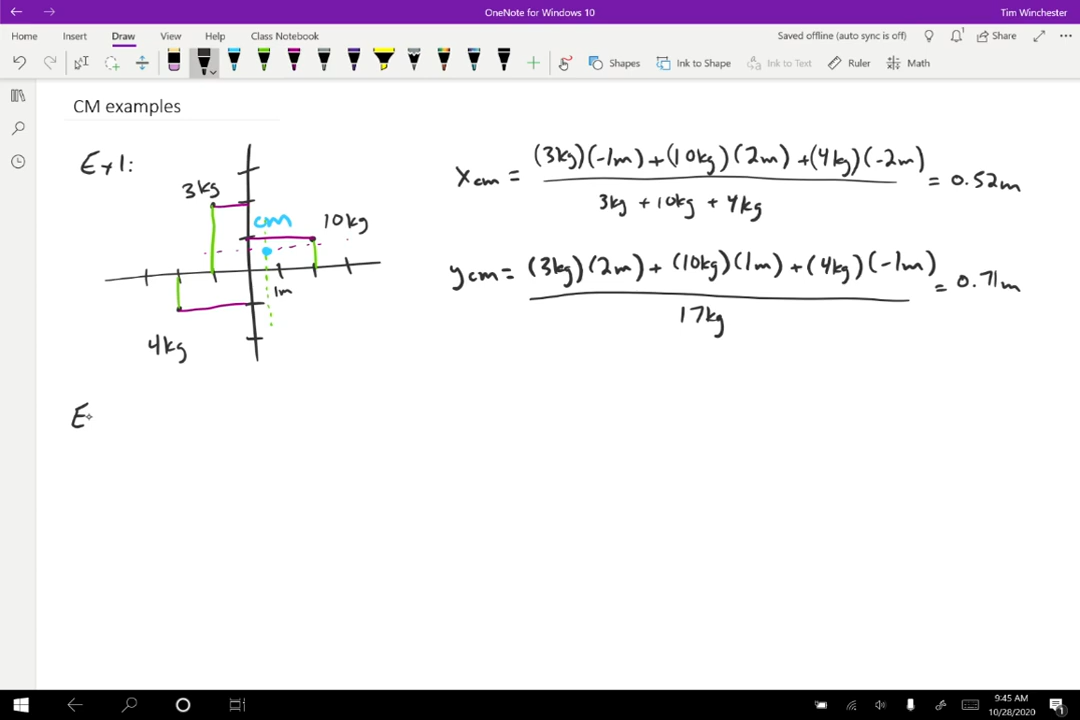 OneNote for Windows 10
Tim Winchester
Home Insert Draw View Help Class Notebook
Saved offline (auto sync is off) Share
Shapes Ink to Shape Ink to Text Ruler Math
CM examples
Ex1:
3kg
cm
10kg
1m
4kg
xcm = (3kg)(-1m)+(10kg)(2m)+(4kg)(-2m)
3kg + 10kg + 4kg
= 0.52m
ycm = (3kg)(2m)+(10kg)(1m)+(4kg)(-1m)
17kg
= 0.71m
E
9:45 AM
10/28/2020
1